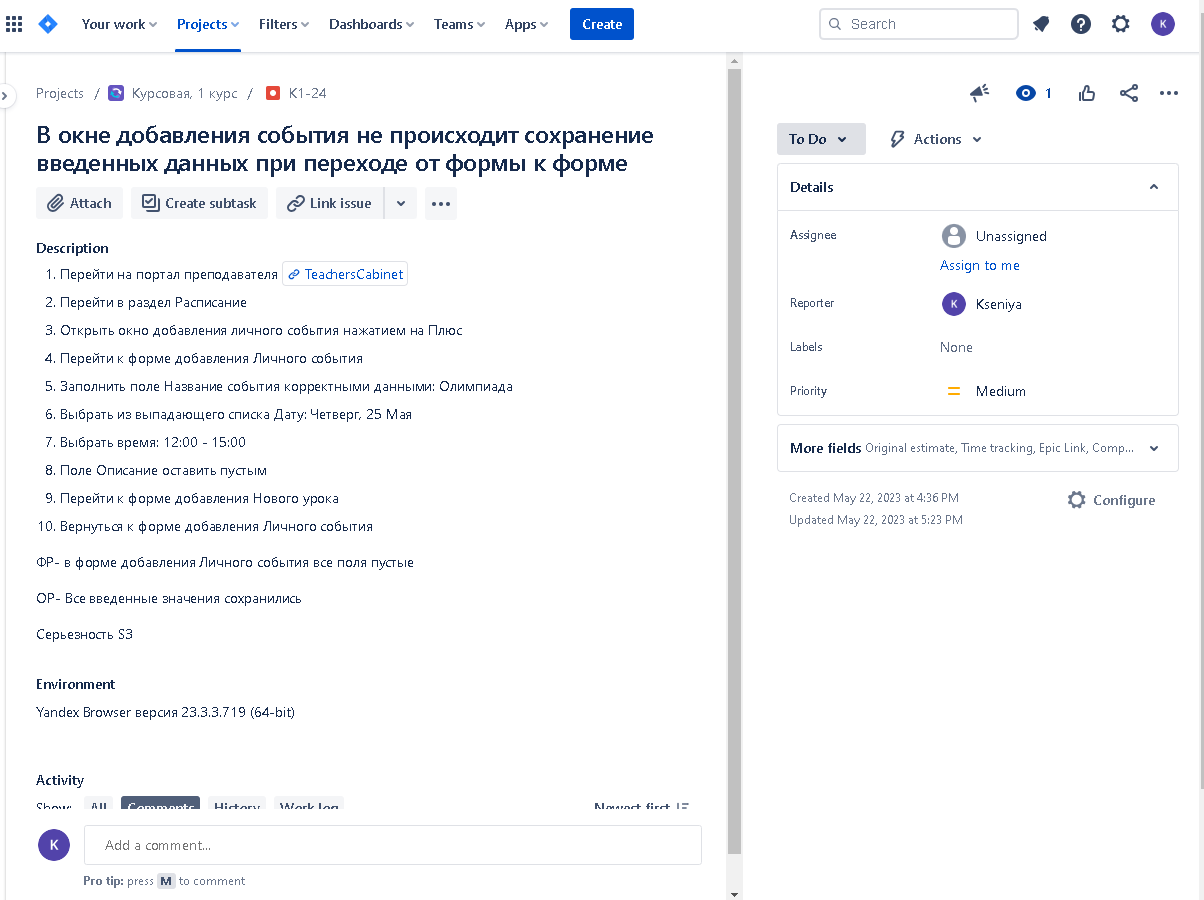 Your work Projects Filters Dashboards Teams Apps Create Search K
Projects / Курсовая, 1 курс / K1-24 1
В окне добавления события не происходит сохранение
введенных данных при переходе от формы к форме
To Do Actions
Attach Create subtask Link issue
Details
Assignee Unassigned
Assign to me
Reporter K Kseniya
Labels None
Priority Medium
More fields Original estimate, Time tracking, Epic Link, Comp...
Created May 22, 2023 at 4:36 PM
Updated May 22, 2023 at 5:23 PM
Configure
Description
1. Перейти на портал преподавателя TeachersCabinet
2. Перейти в раздел Расписание
3. Открыть окно добавления личного события нажатием на Плюс
4. Перейти к форме добавления Личного события
5. Заполнить поле Название события корректными данными: Олимпиада
6. Выбрать из выпадающего списка Дату: Четверг, 25 Мая
7. Выбрать время: 12:00 - 15:00
8. Поле Описание оставить пустым
9. Перейти к форме добавления Нового урока
10. Вернуться к форме добавления Личного события
ФР- в форме добавления Личного события все поля пустые
ОР- Все введенные значения сохранились
Серьезность S3
Environment
Yandex Browser версия 23.3.3.719 (64-bit)
Activity
Show: All Comments History Work log Newest first
K Add a comment...
Pro tip: press M to comment